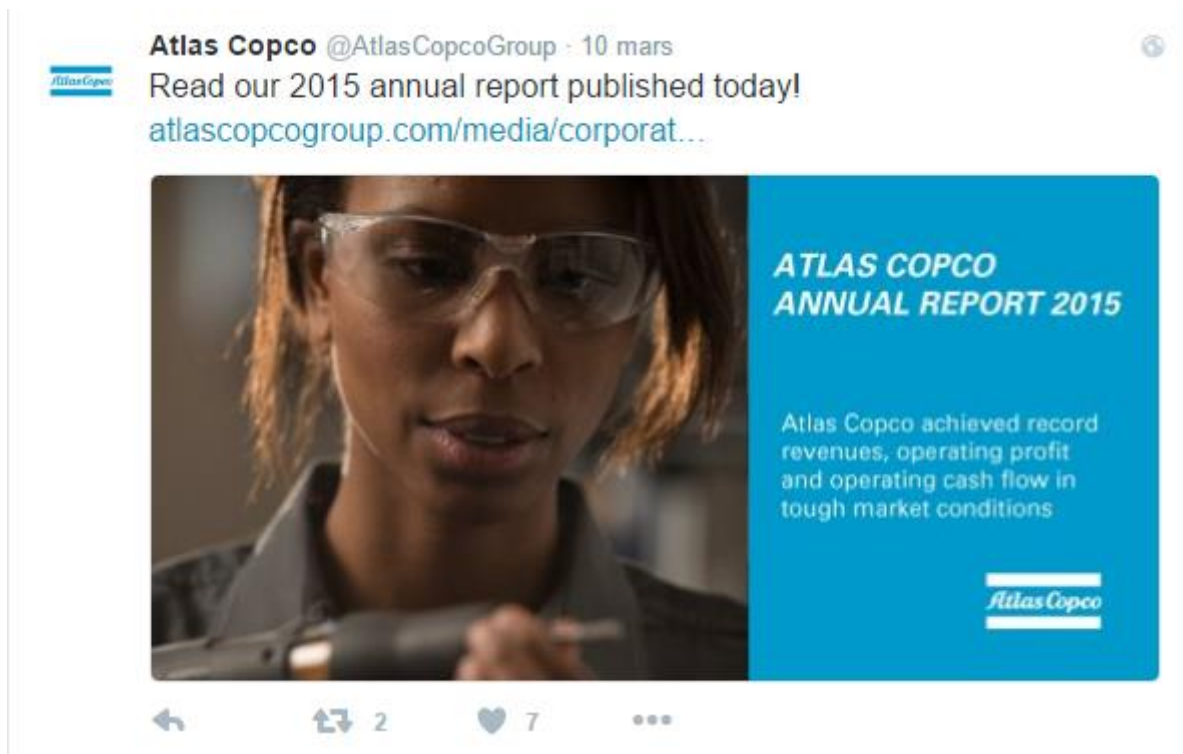 Atlas Copco @AtlasCopcoGroup · 10 mars
AtlasCopco
Read our 2015 annual report published today!
atlascopcogroup.com/media/corporat...
ATLAS COPCO
ANNUAL REPORT 2015
Atlas Copco achieved record
revenues, operating profit
and operating cash flow in
tough market conditions
Atlas Copco
2 7